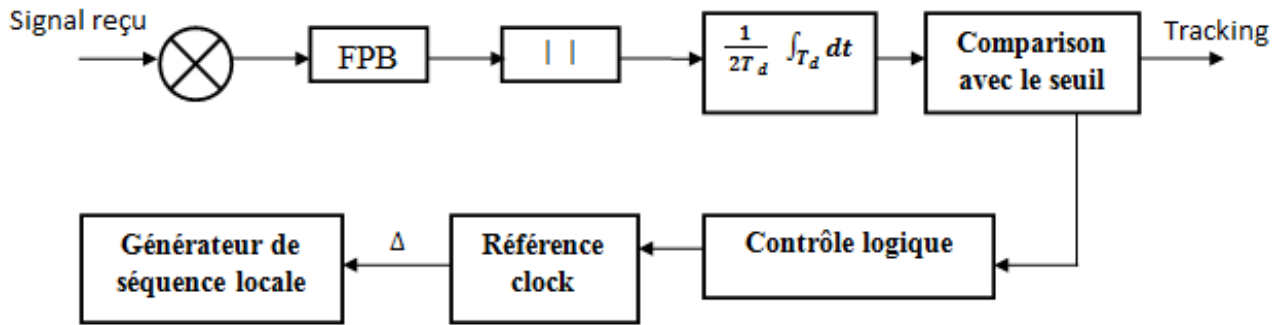 Signal reçu
FPB
| |
1/(2T_d) ∫_{T_d} dt
Comparison
avec le seuil
Tracking
Générateur de
séquence locale
Δ
Référence
clock
Contrôle logique